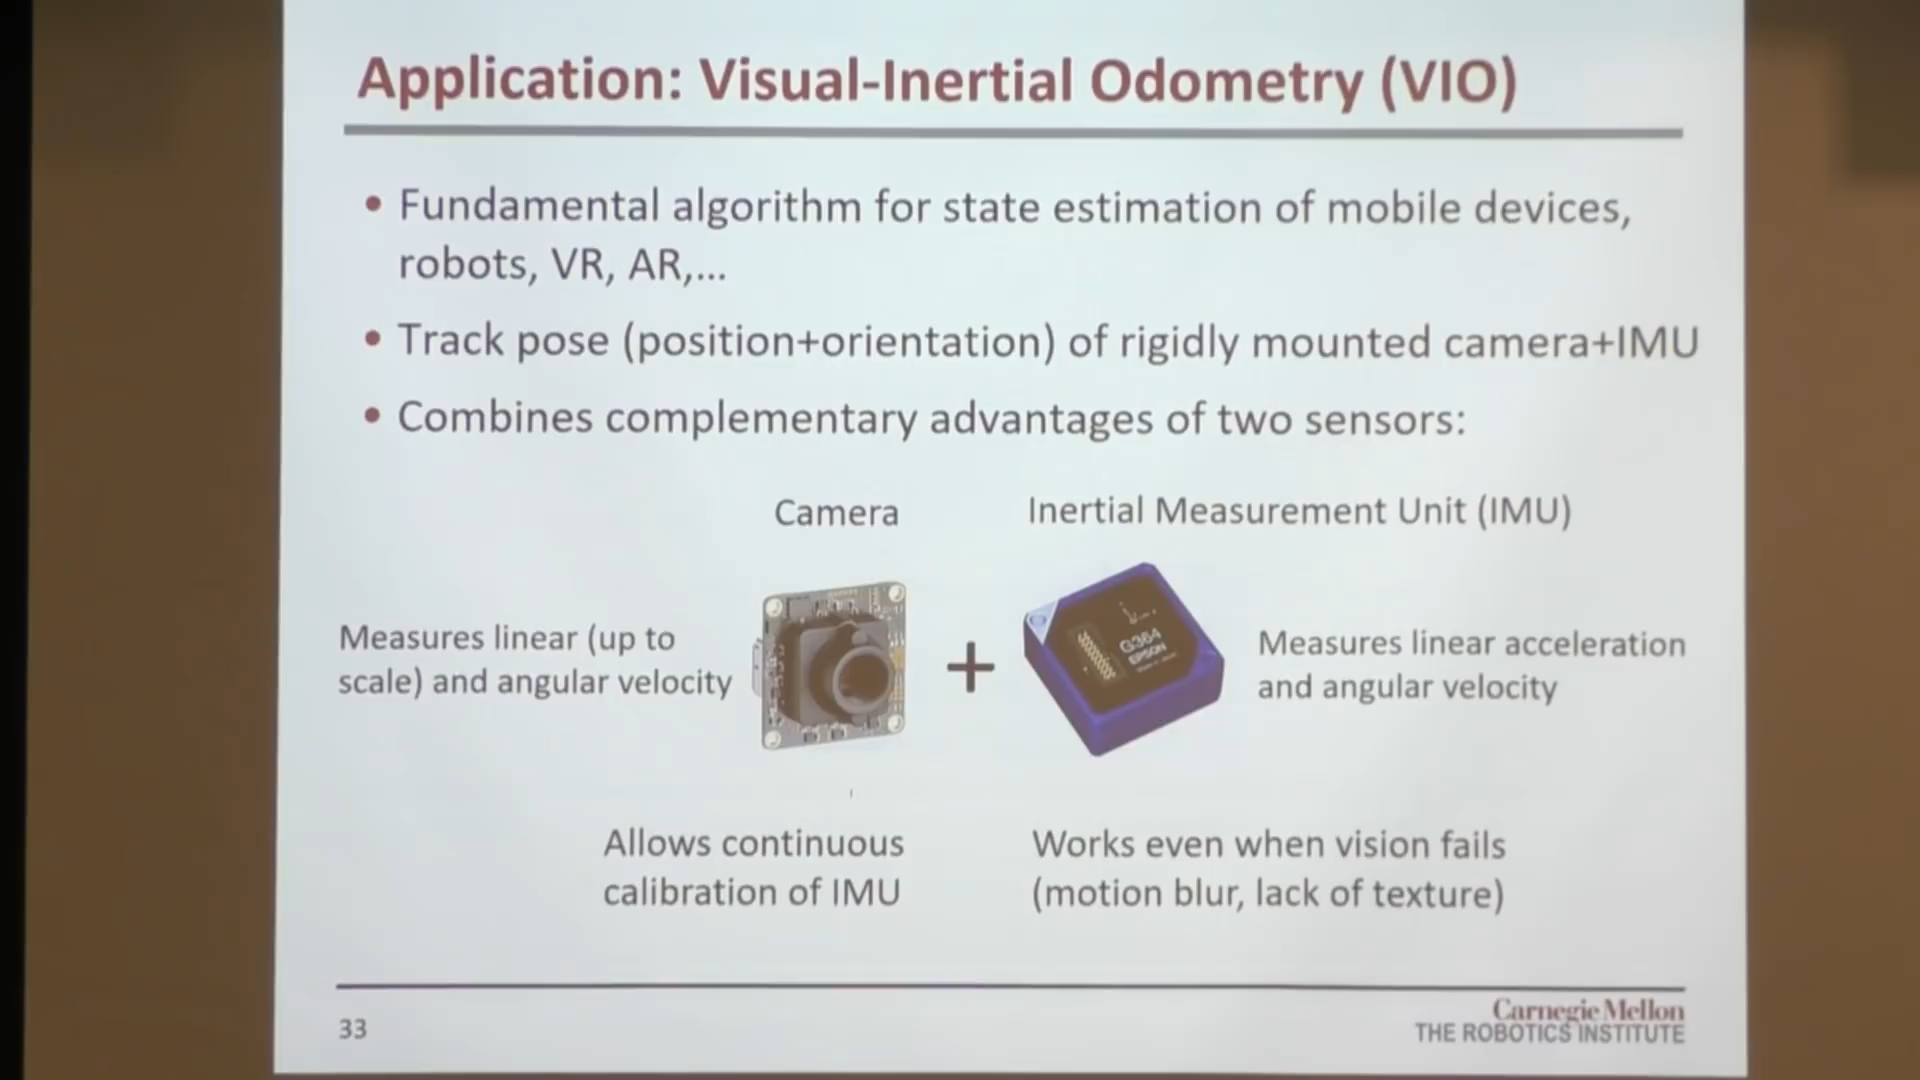 Application: Visual-Inertial Odometry (VIO)
• Fundamental algorithm for state estimation of mobile devices,
robots, VR, AR,...
• Track pose (position+orientation) of rigidly mounted camera+IMU
• Combines complementary advantages of two sensors:
Camera
Inertial Measurement Unit (IMU)
Measures linear (up to
scale) and angular velocity
+
G364
EPSON
Measures linear acceleration
and angular velocity
Allows continuous
calibration of IMU
Works even when vision fails
(motion blur, lack of texture)
33
Carnegie Mellon
THE ROBOTICS INSTITUTE